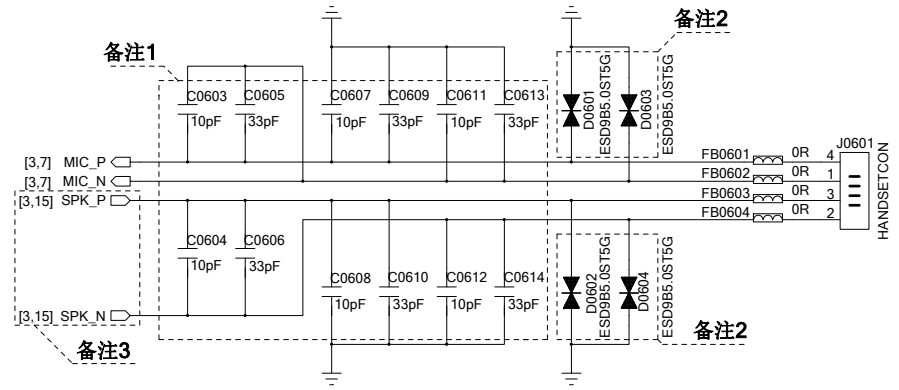 备注1
备注2
C0603
10pF
C0605
33pF
C0607
10pF
C0609
33pF
C0611
10pF
C0613
33pF
D0601
ESD9B5.0ST5G
D0603
ESD9B5.0ST5G
J0601
HANDSETCON
[3,7] MIC_P
FB0601 0R 4
[3,7] MIC_N
FB0602 0R 1
[3,15] SPK_P
FB0603 0R 3
FB0604 0R 2
C0604
10pF
C0606
33pF
C0608
10pF
C0610
33pF
C0612
10pF
C0614
33pF
D0602
ESD9B5.0ST5G
D0604
ESD9B5.0ST5G
[3,15] SPK_N
备注3
备注2